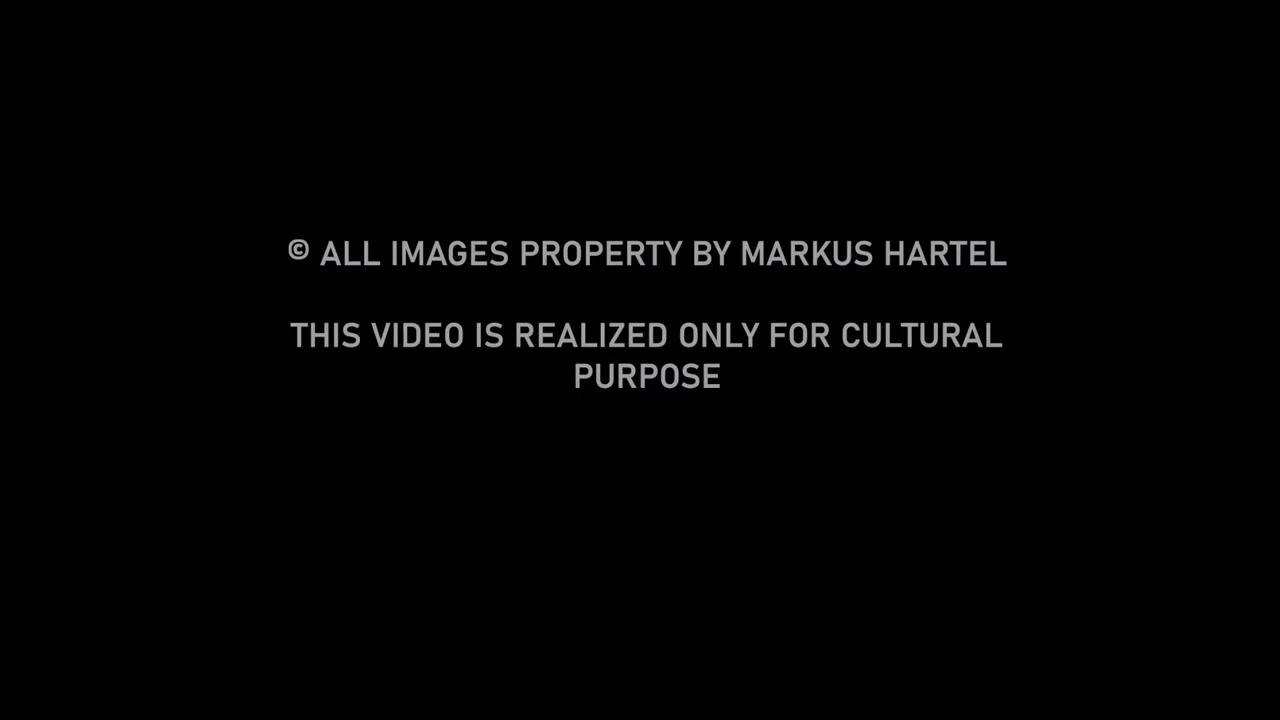 © ALL IMAGES PROPERTY BY MARKUS HARTEL
THIS VIDEO IS REALIZED ONLY FOR CULTURAL
PURPOSE